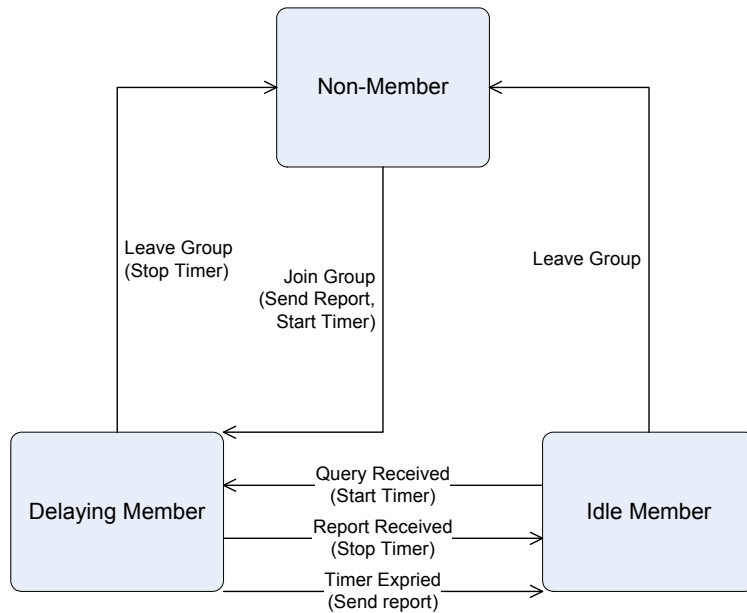 Non-Member
Leave Group
(Stop Timer)
Join Group
(Send Report,
Start Timer)
Leave Group
Delaying Member
Query Received
(Start Timer)
Report Received
(Stop Timer)
Timer Expried
(Send report)
Idle Member